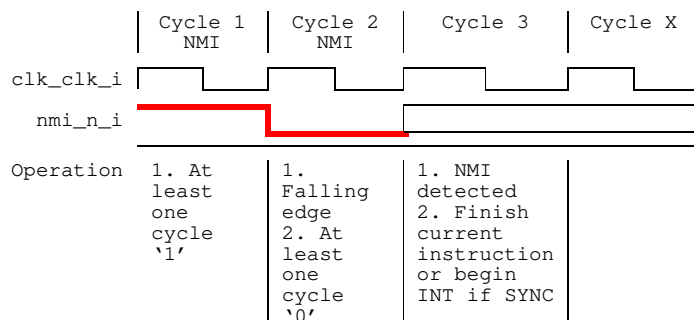 Cycle 1 NMI
Cycle 2 NMI
Cycle 3
Cycle X
clk_clk_i
nmi_n_i
Operation
1. At
least
one
cycle
‘1’
1.
Falling
edge
2. At
least
one
cycle
‘0’
1. NMI
detected
2. Finish
current
instruction
or begin
INT if SYNC